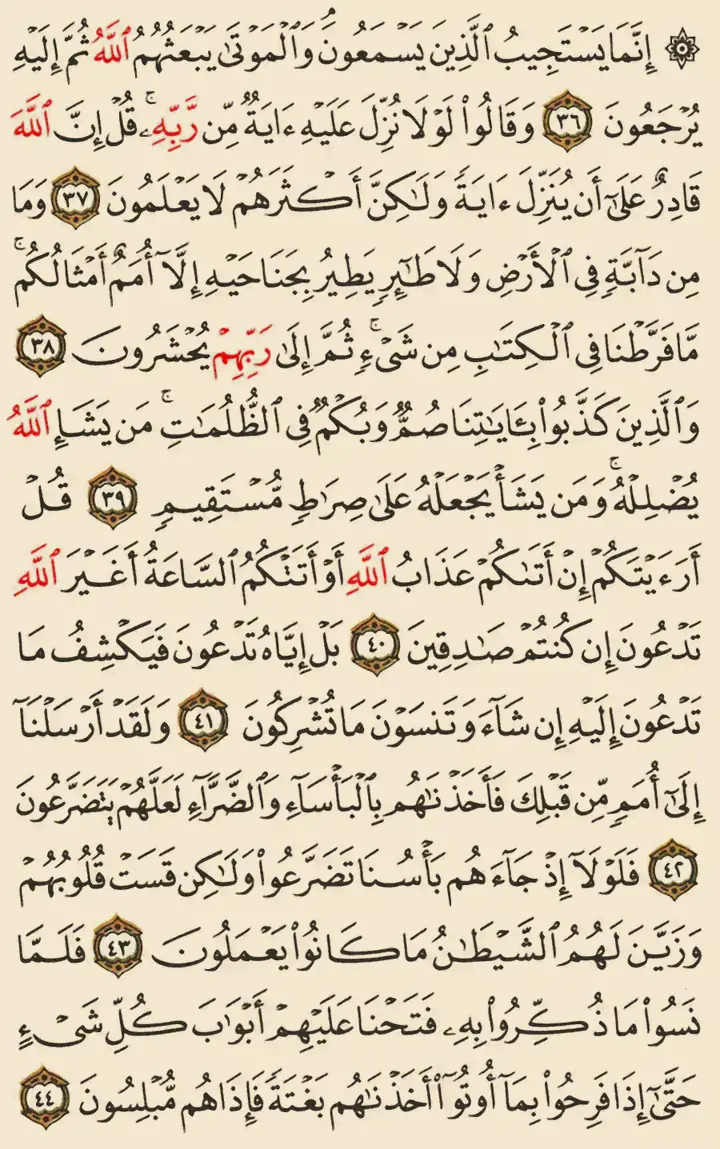 ۞ إِنَّمَا يَسْتَجِيبُ ٱلَّذِينَ يَسْمَعُونَۘ وَٱلْمَوْتَىٰ يَبْعَثُهُمُ ٱللَّهُ ثُمَّ إِلَيْهِ
يُرْجَعُونَ ٣٦ وَقَالُوا۟ لَوْلَا نُزِّلَ عَلَيْهِ ءَايَةٌ مِّن رَّبِّهِۦۚ قُلْ إِنَّ ٱللَّهَ
قَادِرٌ عَلَىٰٓ أَن يُنَزِّلَ ءَايَةً وَلَـٰكِنَّ أَكْثَرَهُمْ لَا يَعْلَمُونَ ٣٧ وَمَا
مِن دَآبَّةٍ فِى ٱلْأَرْضِ وَلَا طَـٰٓئِرٍ يَطِيرُ بِجَنَاحَيْهِ إِلَّآ أُمَمٌ أَمْثَالُكُمۚ
مَّا فَرَّطْنَا فِى ٱلْكِتَـٰبِ مِن شَىْءٍۚ ثُمَّ إِلَىٰ رَبِّهِمْ يُحْشَرُونَ ٣٨
وَٱلَّذِينَ كَذَّبُوا۟ بِـَٔايَـٰتِنَا صُمٌّ وَبُكْمٌ فِى ٱلظُّلُمَـٰتِۗ مَن يَشَإِ ٱللَّهُ
يُضْلِلْهُۚ وَمَن يَشَأْ يَجْعَلْهُ عَلَىٰ صِرَٰطٍ مُّسْتَقِيمٍ ٣٩ قُلْ
أَرَءَيْتَكُمْ إِنْ أَتَىٰكُمْ عَذَابُ ٱللَّهِ أَوْ أَتَتْكُمُ ٱلسَّاعَةُ أَغَيْرَ ٱللَّهِ
تَدْعُونَ إِن كُنتُمْ صَـٰدِقِينَ ٤٠ بَلْ إِيَّاهُ تَدْعُونَ فَيَكْشِفُ مَا
تَدْعُونَ إِلَيْهِ إِن شَآءَ وَتَنسَوْنَ مَا تُشْرِكُونَ ٤١ وَلَقَدْ أَرْسَلْنَآ
إِلَىٰٓ أُمَمٍ مِّن قَبْلِكَ فَأَخَذْنَـٰهُم بِٱلْبَأْسَآءِ وَٱلضَّرَّآءِ لَعَلَّهُمْ يَتَضَرَّعُونَ
٤٢ فَلَوْلَآ إِذْ جَآءَهُم بَأْسُنَا تَضَرَّعُوا۟ وَلَـٰكِن قَسَتْ قُلُوبُهُمْ
وَزَيَّنَ لَهُمُ ٱلشَّيْطَـٰنُ مَا كَانُوا۟ يَعْمَلُونَ ٤٣ فَلَمَّا
نَسُوا۟ مَا ذُكِّرُوا۟ بِهِۦ فَتَحْنَا عَلَيْهِمْ أَبْوَٰبَ كُلِّ شَىْءٍ
حَتَّىٰٓ إِذَا فَرِحُوا۟ بِمَآ أُوتُوٓا۟ أَخَذْنَـٰهُم بَغْتَةً فَإِذَا هُم مُّبْلِسُونَ ٤٤